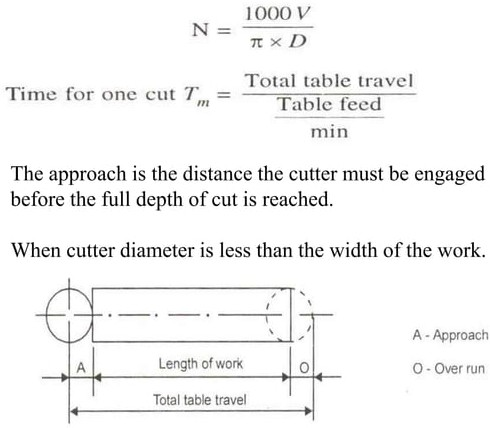 N = 1000 V / π × D
Time for one cut Tm = Total table travel / Table feed / min
The approach is the distance the cutter must be engaged
before the full depth of cut is reached.
When cutter diameter is less than the width of the work.
A - Approach
A
Length of work
O
O - Over run
Total table travel